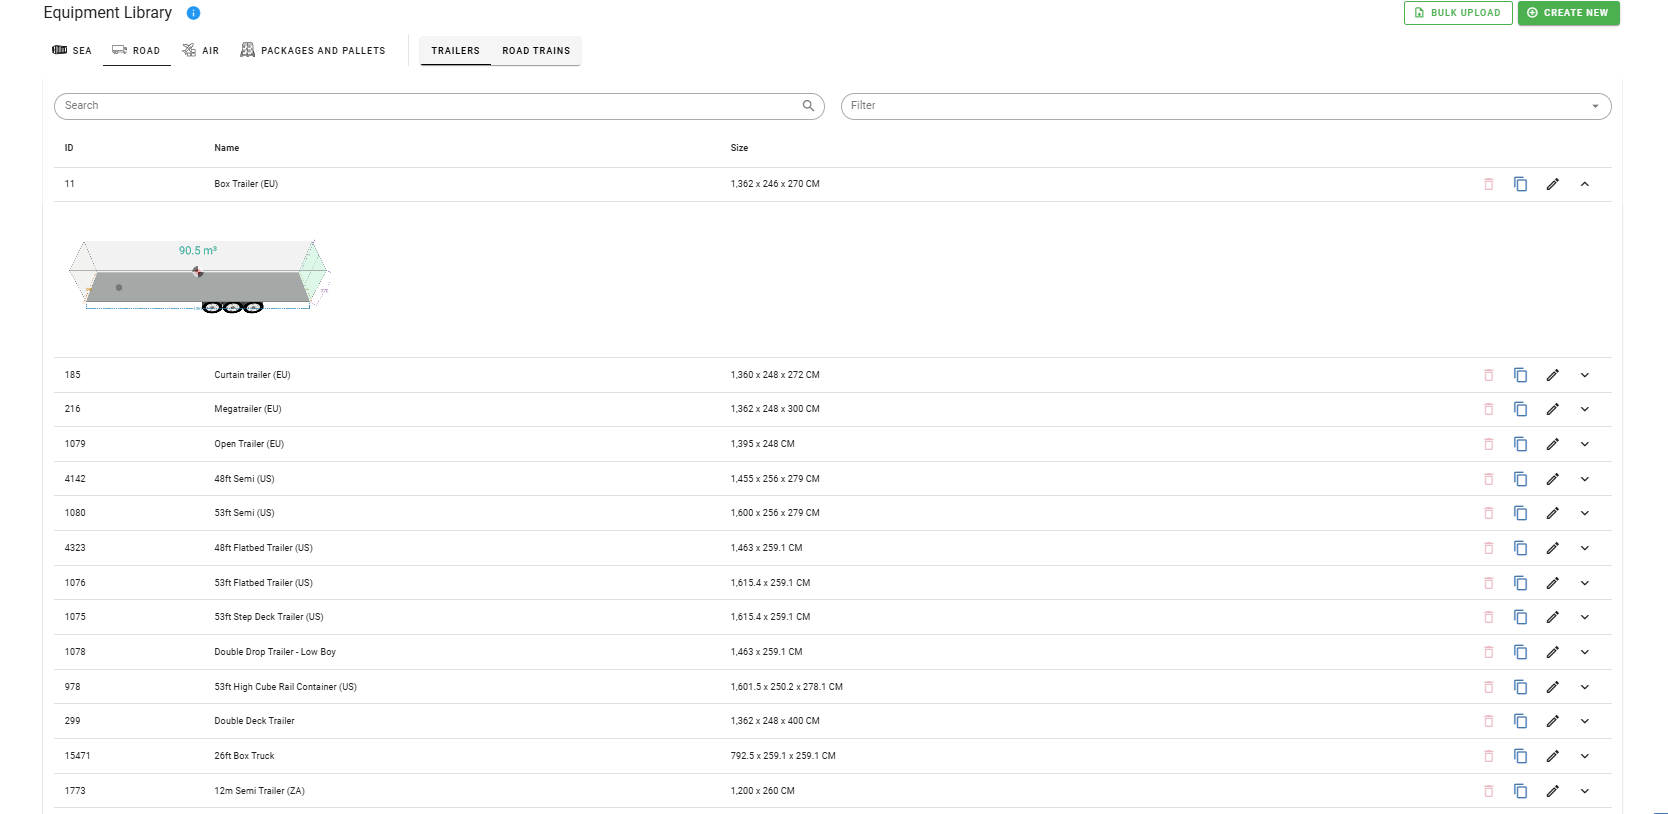 Equipment Library
BULK UPLOAD
CREATE NEW
SEA
ROAD
AIR
PACKAGES AND PALLETS
TRAILERS
ROAD TRAINS
Search
Filter
ID Name Size
11 Box Trailer (EU) 1,362 x 246 x 270 CM
90.5 m³
185 Curtain trailer (EU) 1,360 x 248 x 272 CM
216 Megatrailer (EU) 1,362 x 248 x 300 CM
1079 Open Trailer (EU) 1,395 x 248 CM
4142 48ft Semi (US) 1,455 x 256 x 279 CM
1080 53ft Semi (US) 1,600 x 256 x 279 CM
4323 48ft Flatbed Trailer (US) 1,463 x 259.1 CM
1076 53ft Flatbed Trailer (US) 1,615.4 x 259.1 CM
1075 53ft Step Deck Trailer (US) 1,615.4 x 259.1 CM
1078 Double Drop Trailer - Low Boy 1,463 x 259.1 CM
978 53ft High Cube Rail Container (US) 1,601.5 x 250.2 x 278.1 CM
299 Double Deck Trailer 1,362 x 248 x 400 CM
15471 26ft Box Truck 792.5 x 259.1 x 259.1 CM
1773 12m Semi Trailer (ZA) 1,200 x 260 CM